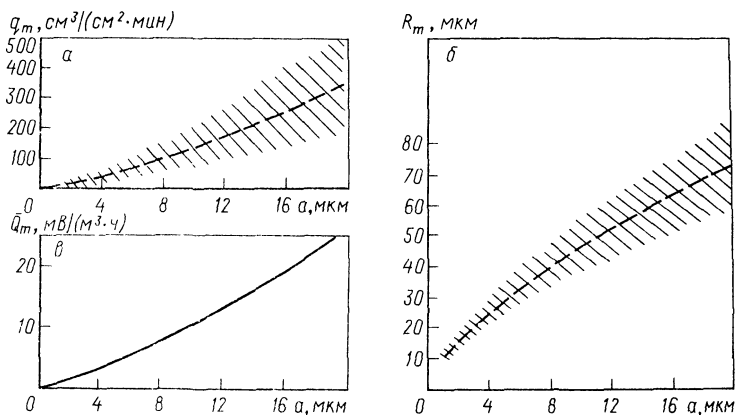 q_m, см³/(см²·мин)
500
а
400
300
200
100
0 4 8 12 16 а, мкм
Q̄_m, мВ/(м³·ч)
в
20
10
0 4 8 12 16 а, мкм
R_m, мкм
б
80
70
60
50
40
30
20
10
0 4 8 12 16 а, мкм